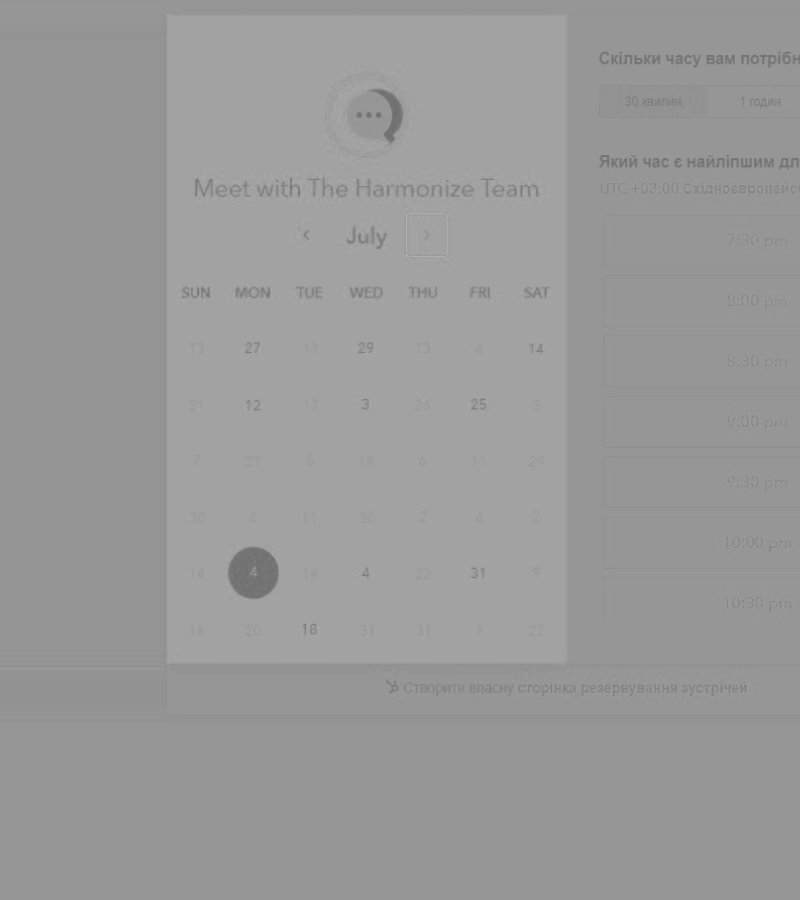 Meet with The Harmonize Team
July
SUN MON TUE WED THU FRI SAT
13 27 17 29 13 4 14
21 12 17 3 26 25 3
7 27 8 18 6 11 29
30 4 11 30 2 4 2
14 4 14 4 22 31 9
18 20 18 31 31 1 22
Скільки часу вам потрібн
30 хвилин 1 годин
Який час є найліпшим дл
UTC +03:00 Східноєвропейсь
7:30 pm
8:00 pm
8:30 pm
9:00 pm
9:30 pm
10:00 pm
10:30 pm
Створити власну сторінка резервування зустрічей